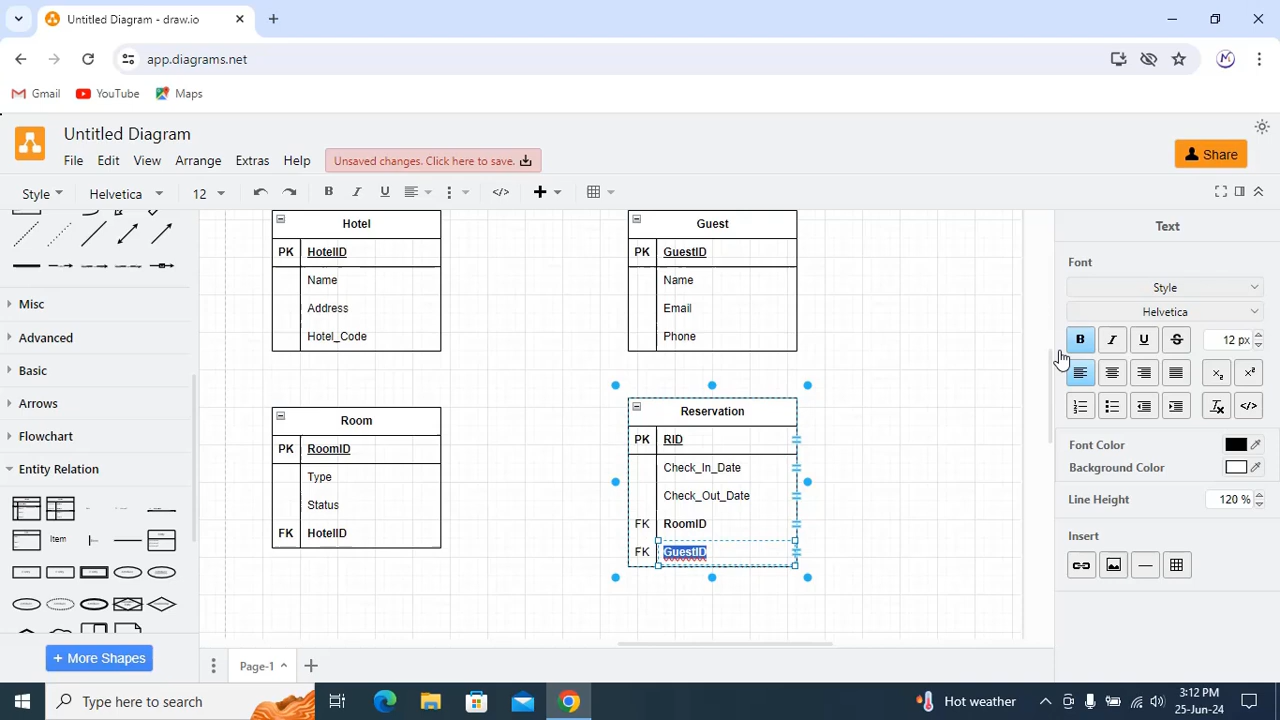 Untitled Diagram - draw.io
app.diagrams.net
Gmail
YouTube
Maps
Untitled Diagram
File Edit View Arrange Extras Help
Unsaved changes. Click here to save.
Share
Style
Helvetica
12
B I U
Misc
Advanced
Basic
Arrows
Flowchart
Entity Relation
Item
+ More Shapes
Hotel
PK HotelID
Name
Address
Hotel_Code
Guest
PK GuestID
Name
Email
Phone
Room
PK RoomID
Type
Status
FK HotelID
Reservation
PK RID
Check_In_Date
Check_Out_Date
FK RoomID
FK GuestID
Text
Font
Style
Helvetica
B I U S 12 px
Font Color
Background Color
Line Height 120 %
Insert
Page-1
Type here to search
Hot weather
3:12 PM
25-Jun-24